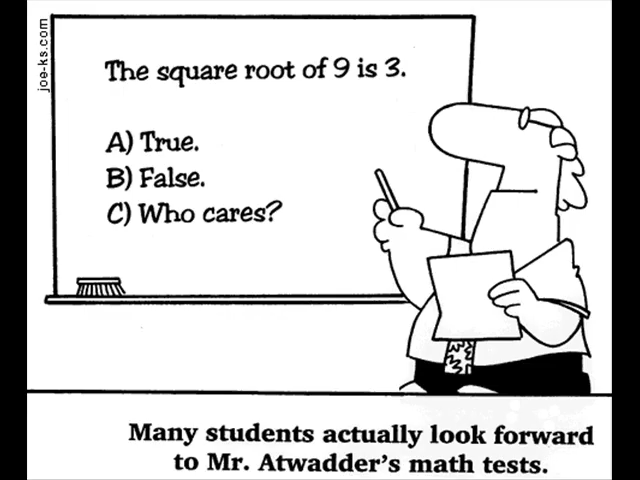 joe-ks.com
The square root of 9 is 3.
A) True.
B) False.
C) Who cares?
Many students actually look forward
to Mr. Atwadder's math tests.